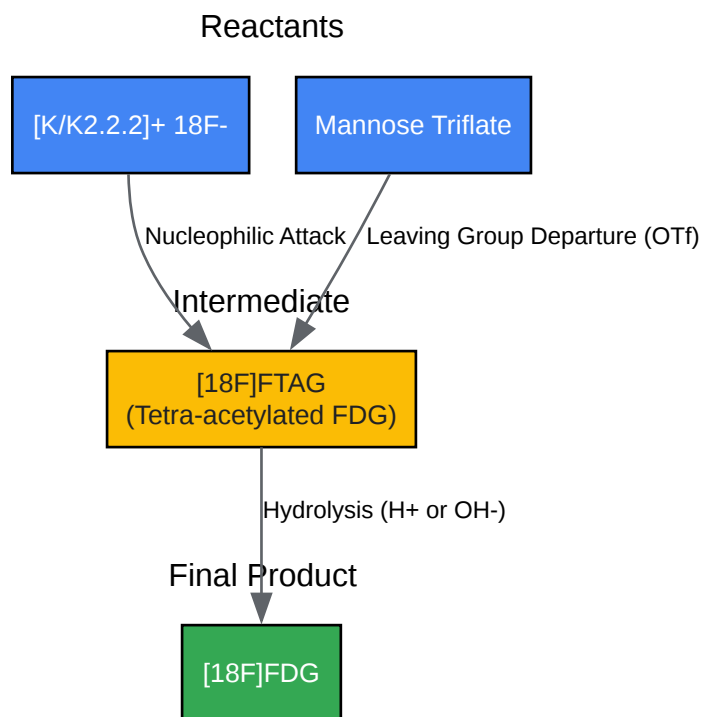 Reactants
[K/K2.2.2]+ 18F-
Mannose Triflate
Nucleophilic Attack
Leaving Group Departure (OTf)
Intermediate
[18F]FTAG
(Tetra-acetylated FDG)
Hydrolysis (H+ or OH-)
Final Product
[18F]FDG